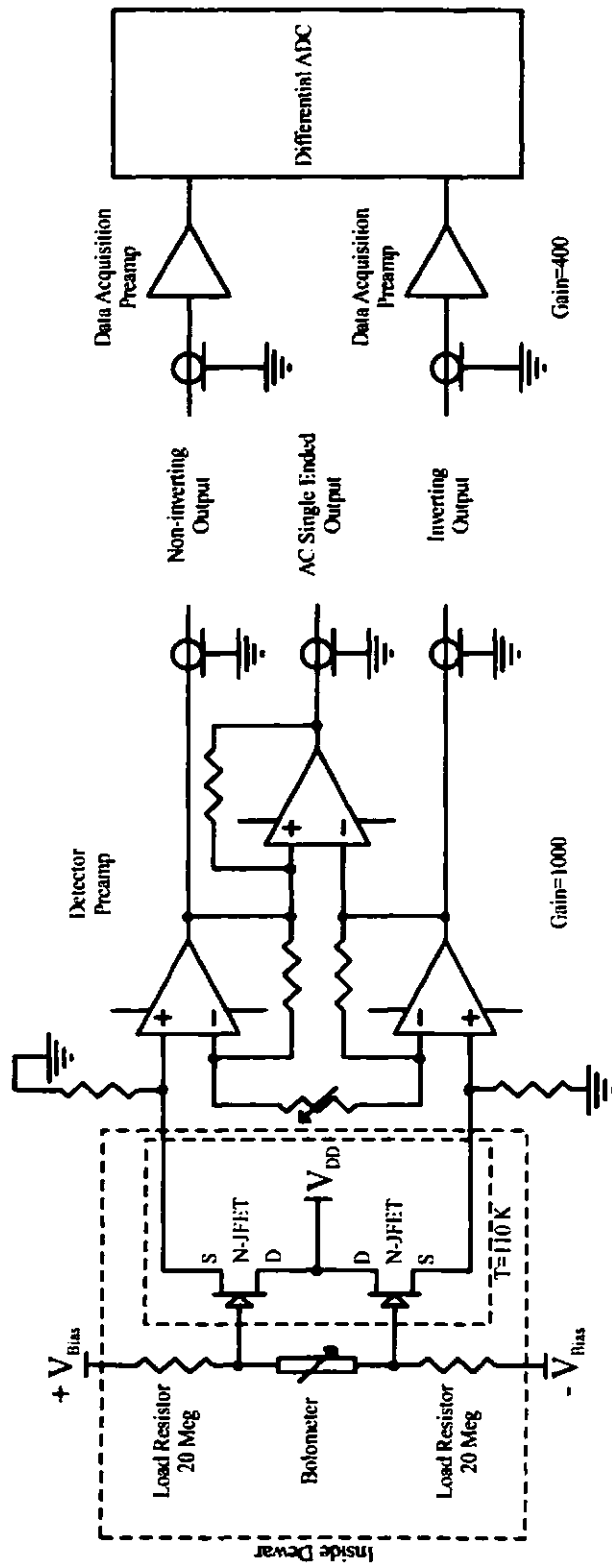 Inside Dewar
+ V Bias
Load Resistor
20 Meg
Bolometer
Load Resistor
20 Meg
- V Bias
S
N-JFET
D
V DD
D
N-JFET
S
T=110 K
Detector
Preamp
+
−
−
+
+
−
Gain=1000
Non-inverting
Output
AC Single Ended
Output
Inverting
Output
Data Acquisition
Preamp
Data Acquisition
Preamp
Gain=400
Differential ADC